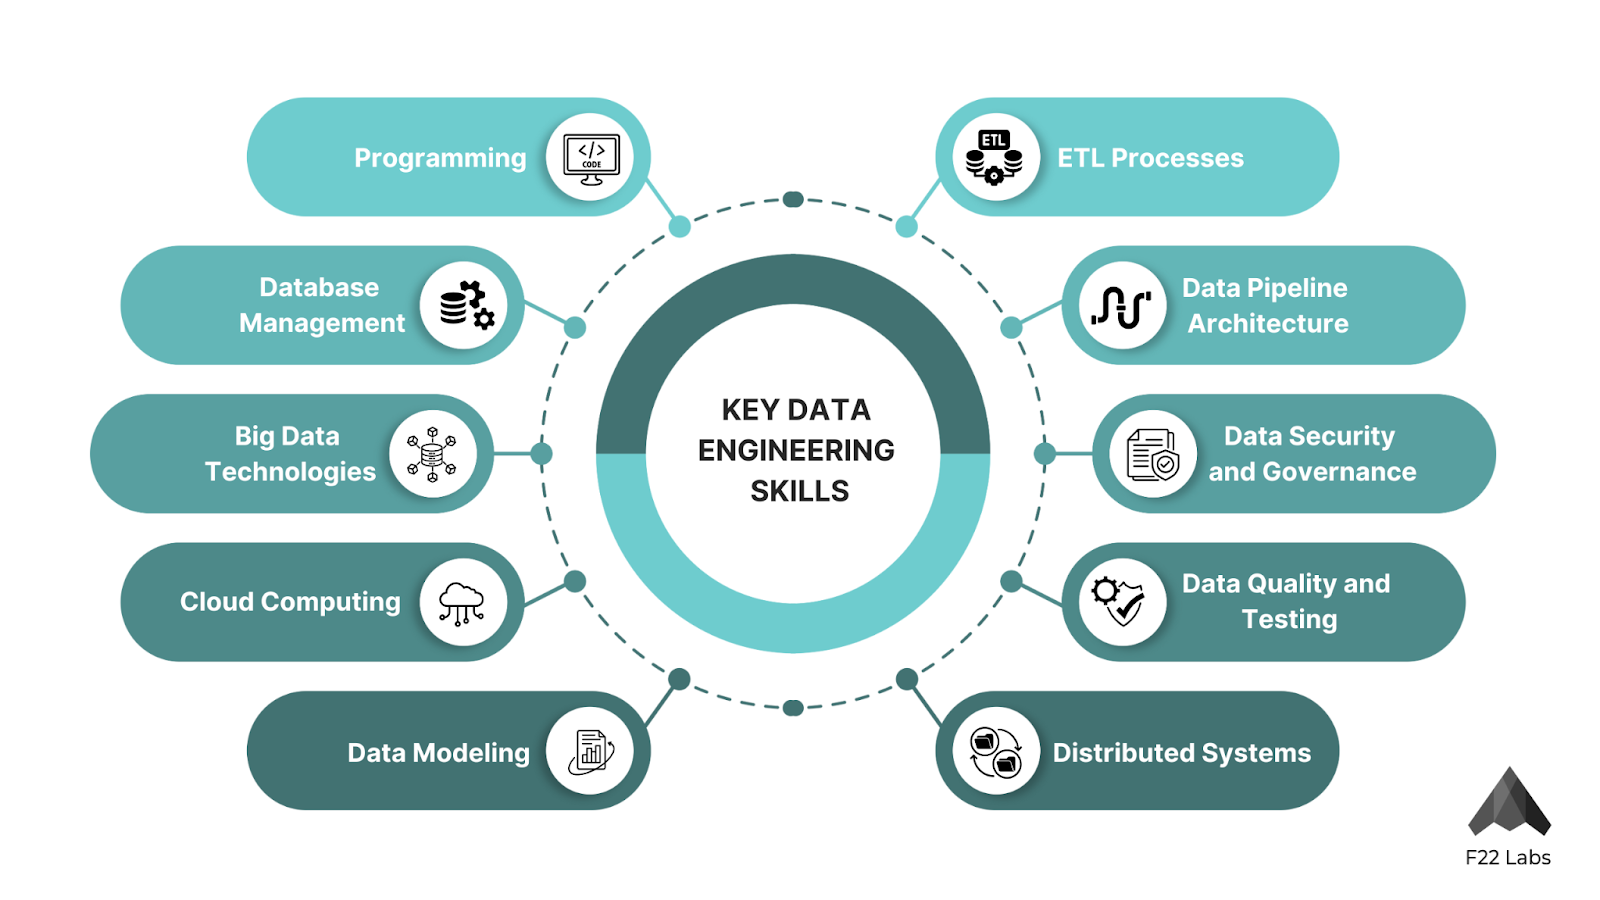 Programming
CODE
Database
Management
Big Data
Technologies
Cloud Computing
Data Modeling
KEY DATA
ENGINEERING
SKILLS
ETL
ETL Processes
Data Pipeline
Architecture
Data Security
and Governance
Data Quality and
Testing
Distributed Systems
F22 Labs